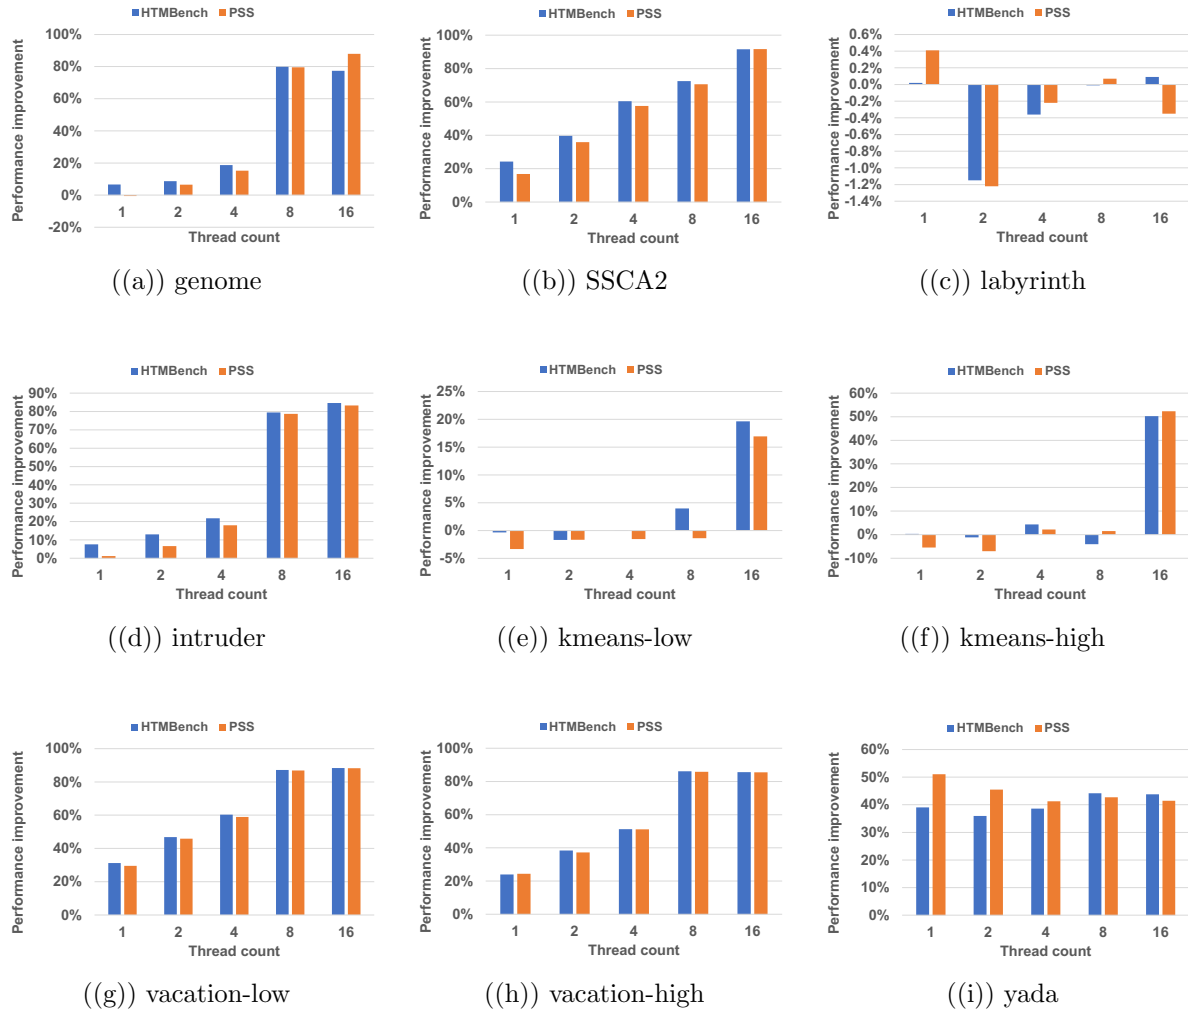 HTMBench PSS
Performance improvement
100%
80%
60%
40%
20%
0%
-20%
1 2 4 8 16
Thread count
((a)) genome
HTMBench PSS
Performance improvement
100%
80%
60%
40%
20%
0%
1 2 4 8 16
Thread count
((b)) SSCA2
HTMBench PSS
Performance improvement
0.6%
0.4%
0.2%
0.0%
-0.2%
-0.4%
-0.6%
-0.8%
-1.0%
-1.2%
-1.4%
1 2 4 8 16
Thread count
((c)) labyrinth
HTMBench PSS
Performance improvement
90%
80%
70%
60%
50%
40%
30%
20%
10%
0%
1 2 4 8 16
Thread count
((d)) intruder
HTMBench PSS
Performance improvement
25%
20%
15%
10%
5%
0%
-5%
1 2 4 8 16
Thread count
((e)) kmeans-low
HTMBench PSS
Performance improvement
60%
50%
40%
30%
20%
10%
0%
-10%
1 2 4 8 16
Thread count
((f)) kmeans-high
HTMBench PSS
Performance improvement
100%
80%
60%
40%
20%
0%
1 2 4 8 16
Thread count
((g)) vacation-low
HTMBench PSS
Performance improvement
100%
80%
60%
40%
20%
0%
1 2 4 8 16
Thread count
((h)) vacation-high
HTMBench PSS
Performance improvement
60%
50%
40%
30%
20%
10%
0%
1 2 4 8 16
Thread count
((i)) yada